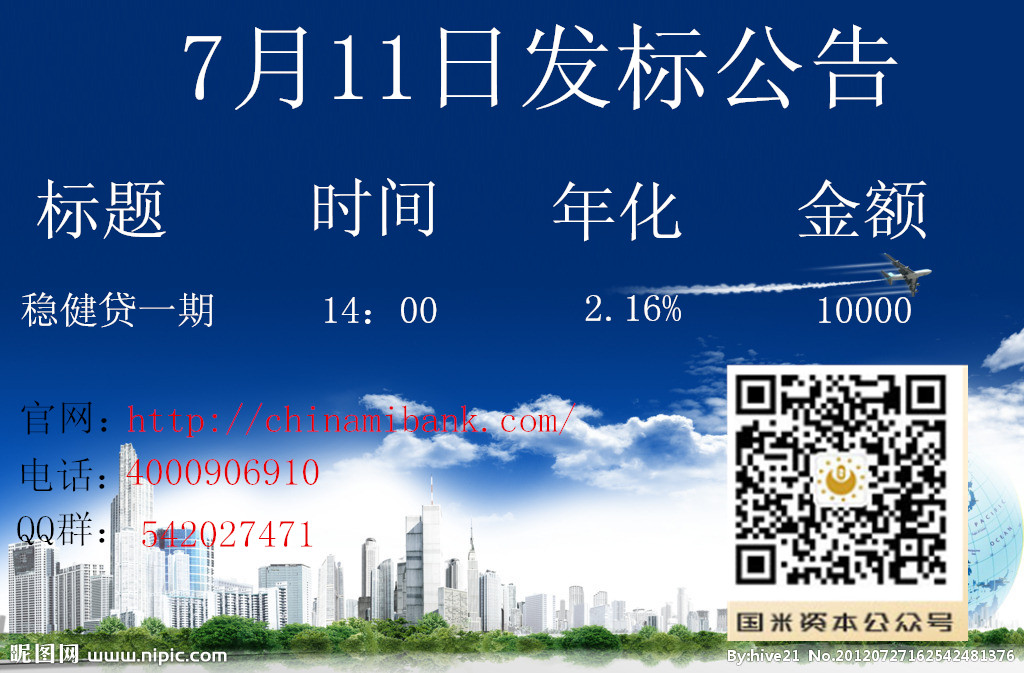 7月11日发标公告
标题 时间 年化 金额
稳健贷一期 14：00 2.16% 10000
官网：http://chinamibank.com/
电话：4000906910
QQ群：542027471
PACIFIC
OCEAN
国米资本公众号
昵图网 www.nipic.com
By:hive21 No.20120727162542481376